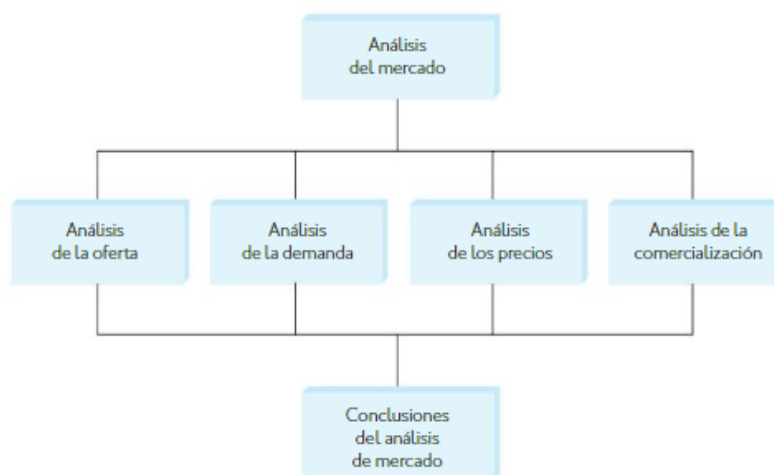 Análisis
del mercado
Análisis
de la oferta
Análisis
de la demanda
Análisis
de los precios
Análisis de la
comercialización
Conclusiones
del análisis
de mercado